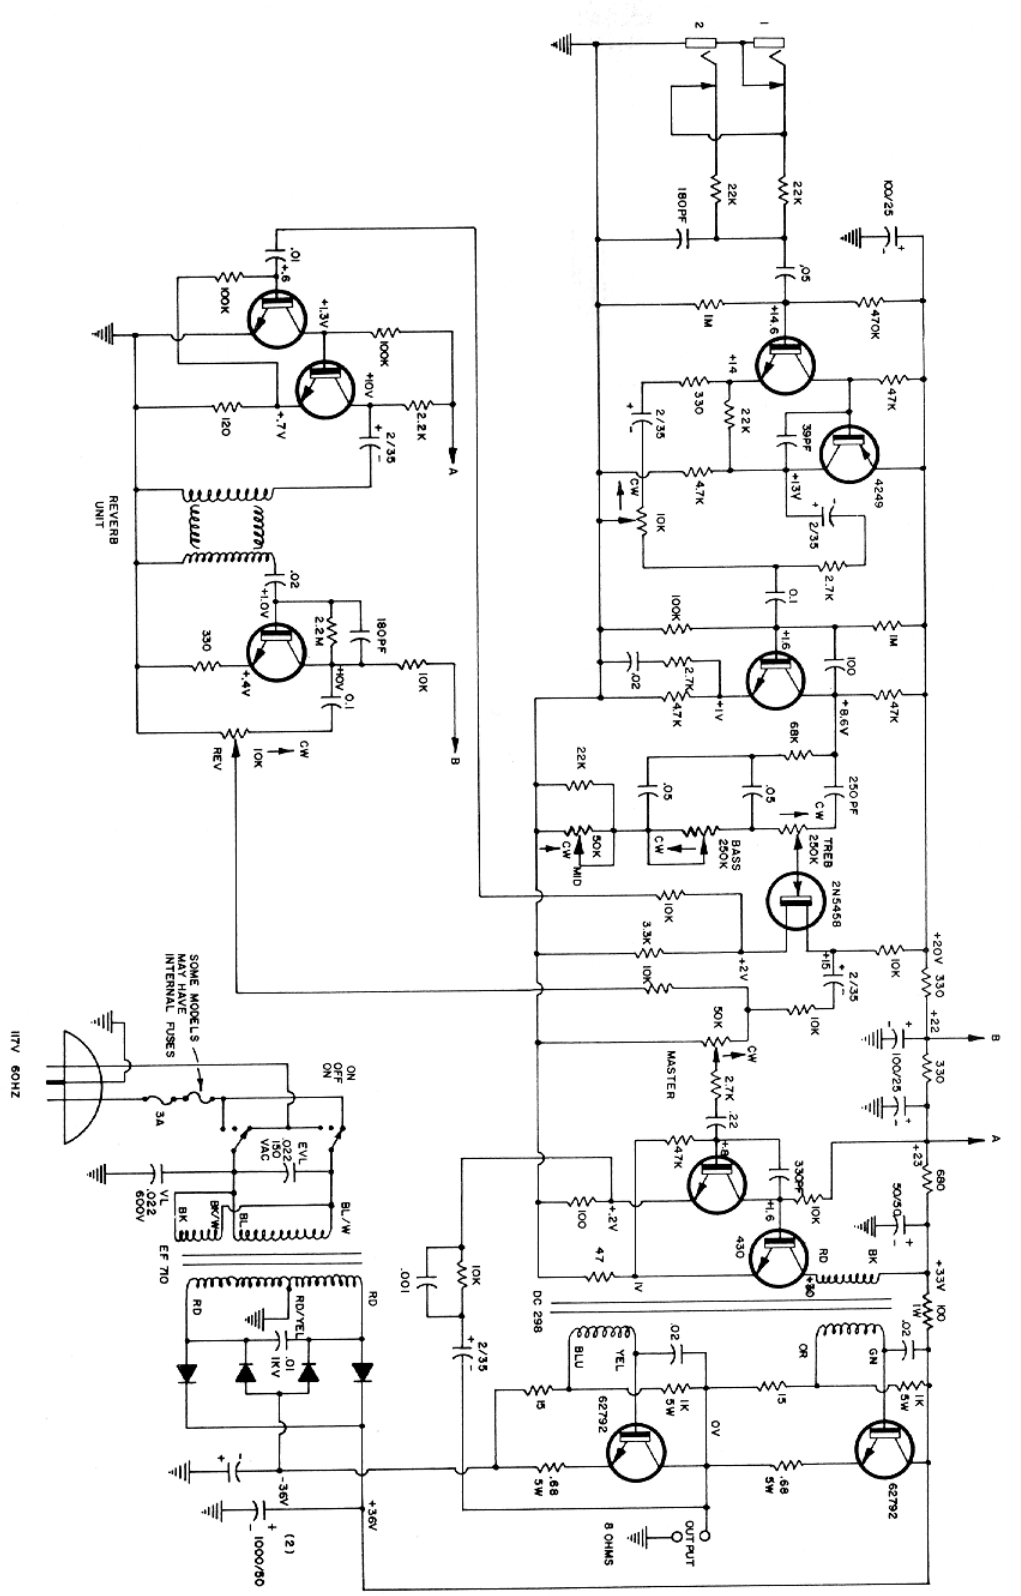 1
2
22K
22K
180PF
100/25
+
-
.05
1M
470K
+14.6
+14
330
22K
2/35
+
-
47K
39PF
4249
+13V
4.7K
CW
10K
2/35
+
-
2.7K
0.1
100K
1M
+1.6
100
47K
+8.6V
.02
2.7K
4.7K
+1V
68K
250PF
22K
.05
.05
CW
TREB
250K
BASS
250K
CW
50K
MID
CW
2N5458
10K
3.3K
+2V
+15
2/35
+
10K
+20V
330
10K
10K
+22
B
330
100/25
+
-
50K
CW
MASTER
2.7K
.22
47K
+.8
330PF
10K
A
+23
680
50/50
+
-
100
+.2V
+1.6
430
47
1V
RD
BK
+30
+33V
100
1W
DC 298
10K
.001
2/35
+
-
BLU
YEL
.02
OR
GN
.02
15
1K
5W
62792
0V
15
1K
5W
62792
.68
5W
.68
5W
OUTPUT
8 OHMS
.01
+.6
100K
+1.3V
100K
+10V
2.2K
A
120
+.7V
2/35
+
-
REVERB
UNIT
.02
+1.0V
2.2M
180PF
330
+.4V
+10V
10K
0.1
B
REV
10K
CW
SOME MODELS
MAY HAVE
INTERNAL FUSES
117V 60HZ
3A
ON
OFF
ON
EVL
.022
150
VAC
VL
.022
600V
BK
BK/W
BL
BL/W
EF 710
RD
RD/YEL
RD
.01
1KV
-36V
+
-
+36V
(2)
1000/50
+
-